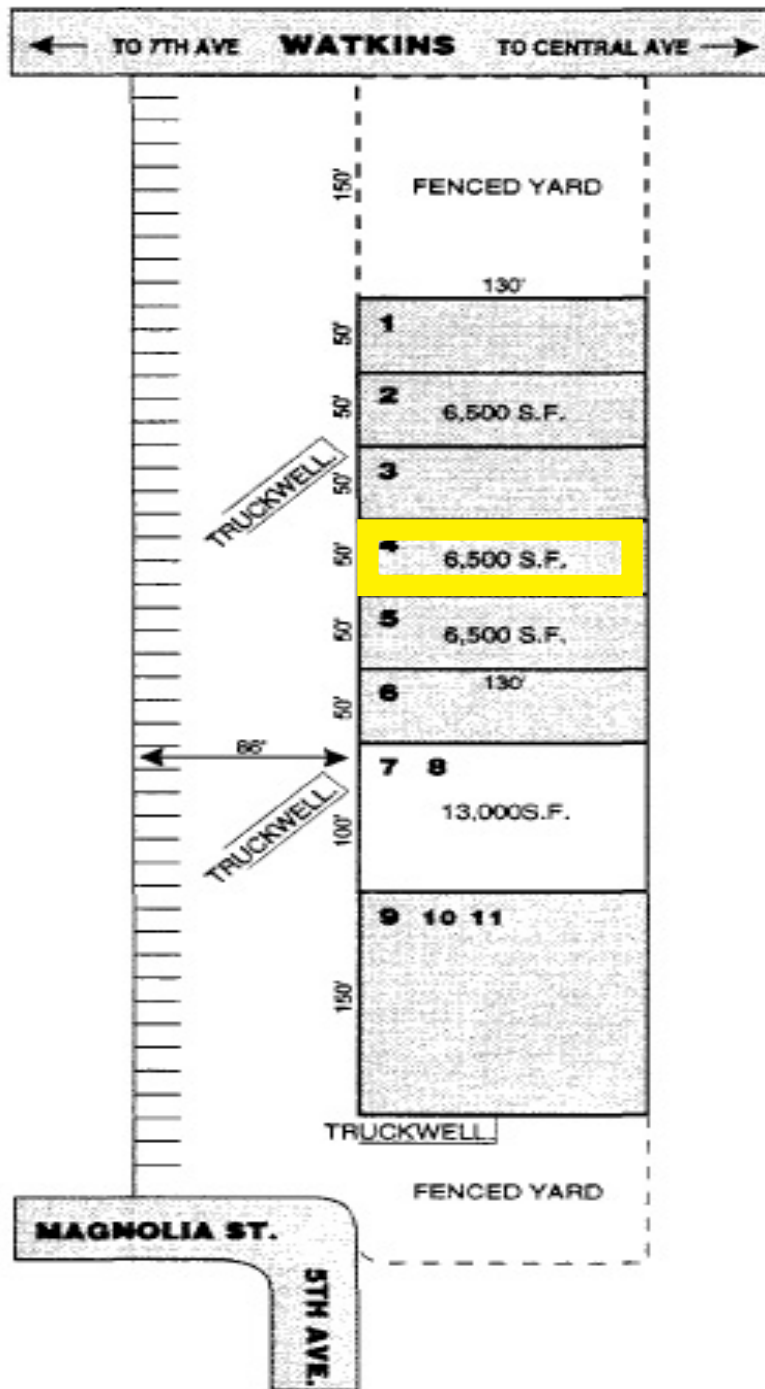 TO 7TH AVE WATKINS TO CENTRAL AVE
150'
FENCED YARD
130'
50'
1
50'
2
6,500 S.F.
TRUCKWELL
50'
3
50'
6,500 S.F.
50'
5
6,500 S.F.
50'
6
130'
7 8
TRUCKWELL
100'
13,000S.F.
9 10 11
150'
TRUCKWELL
FENCED YARD
MAGNOLIA ST.
5TH AVE.